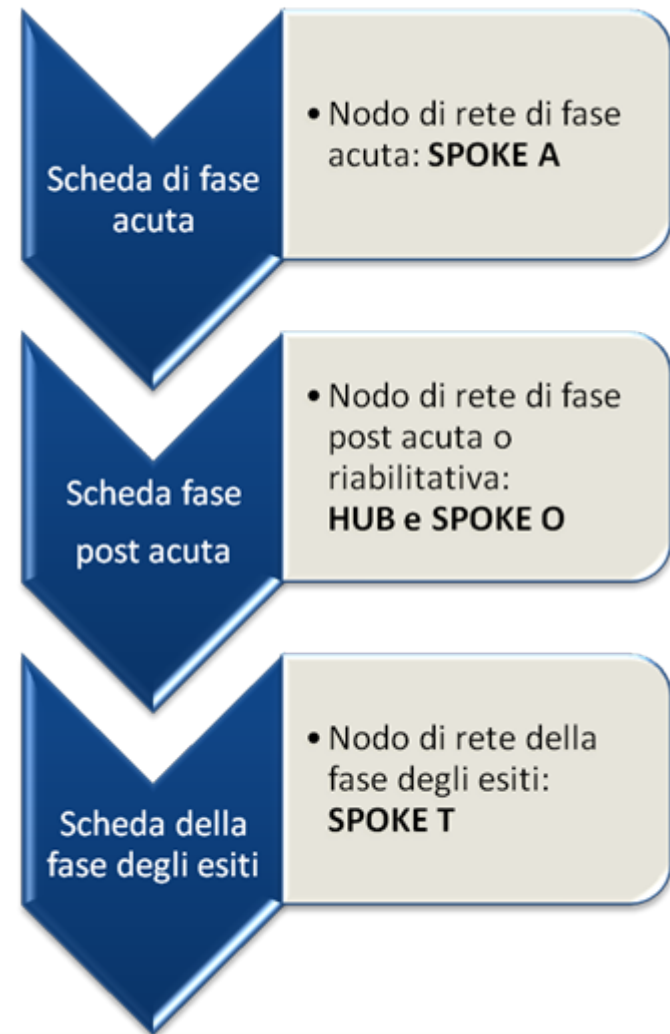 Scheda di fase
acuta
• Nodo di rete di fase
acuta: SPOKE A
Scheda fase
post acuta
• Nodo di rete di fase
post acuta o
riabilitativa:
HUB e SPOKE O
Scheda della
fase degli esiti
• Nodo di rete della
fase degli esiti:
SPOKE T